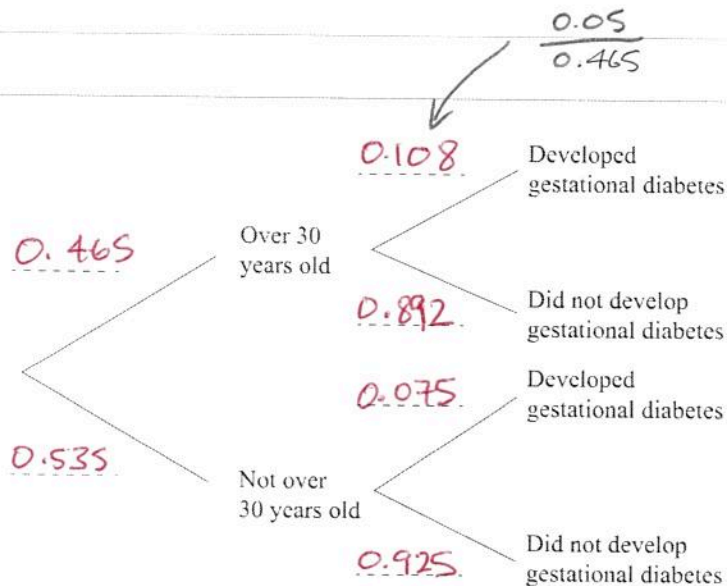 0.05
0.465
0.108
Developed
gestational diabetes
0.465
Over 30
years old
0.892
Did not develop
gestational diabetes
0.075
Developed
gestational diabetes
0.535
Not over
30 years old
0.925
Did not develop
gestational diabetes